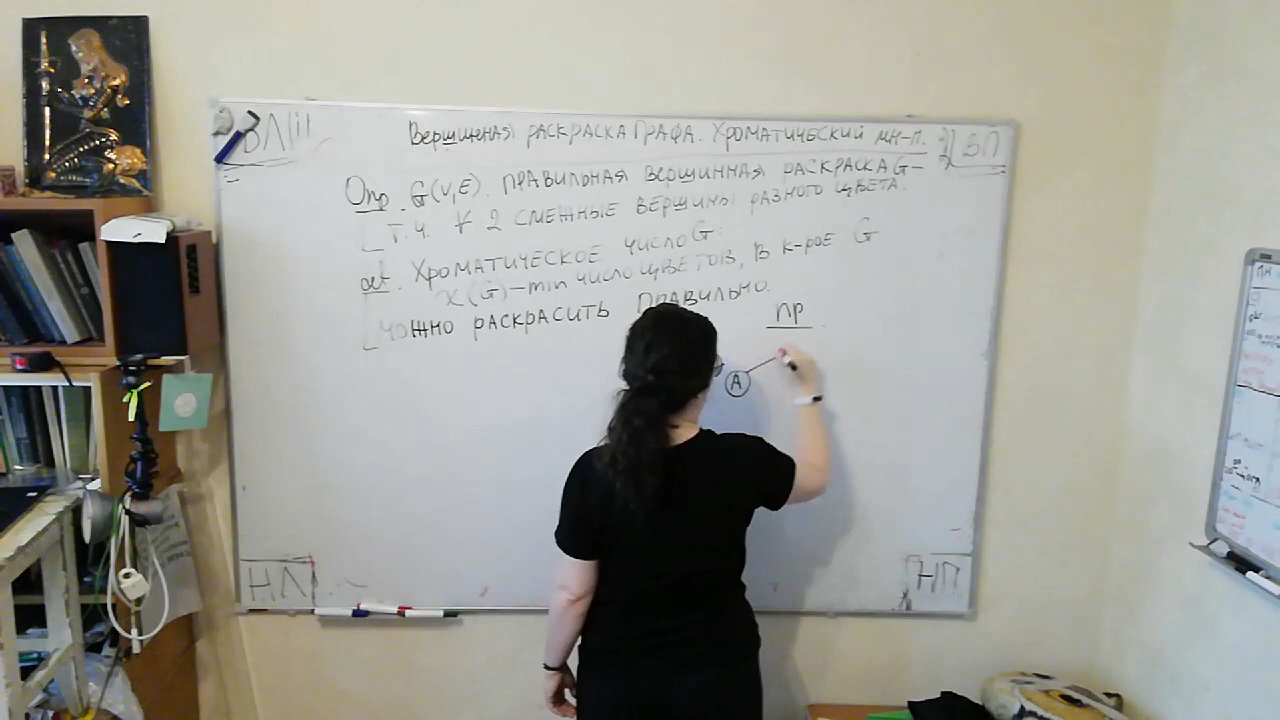 ВЛ
Вершинная раскраска графа. Хроматический мн-п.
ВП
Опр. G(V,E). Правильная вершинная раскраска G–
т.ч. ∀ 2 смежные вершины разного цвета.
def. Хроматическое число G:
χ(G)–min число цветов, в к-рое G
можно раскрасить правильно.
ПР
А
НЛ
НП